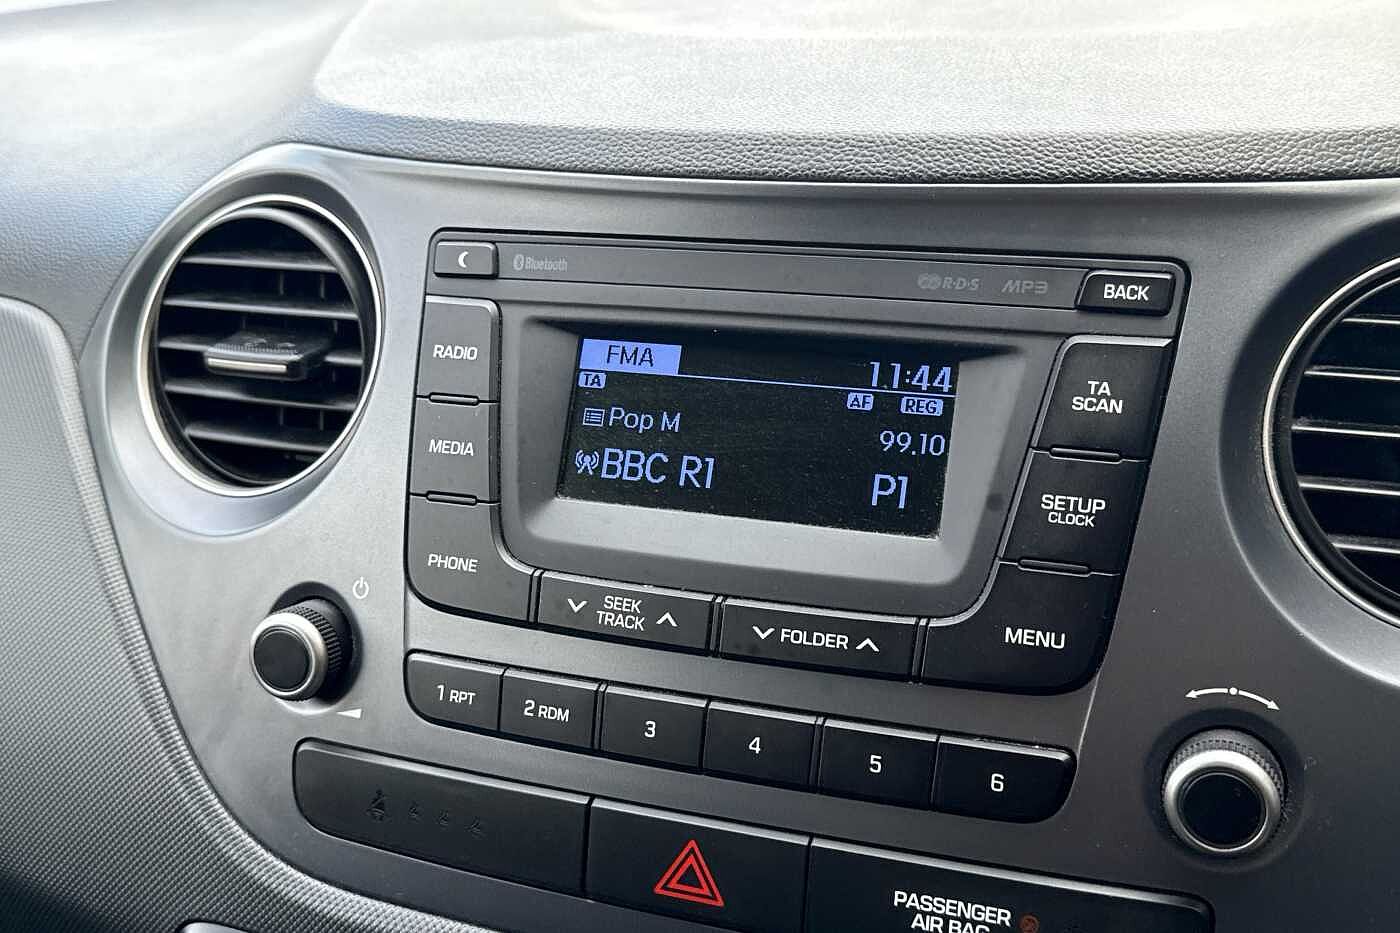 Bluetooth
R·D·S
MP3
BACK
RADIO
MEDIA
PHONE
FMA
11:44
TA
AF
REG.
Pop M
99.10
BBC R1
P1
TA
SCAN
SETUP
CLOCK
MENU
SEEK
TRACK
FOLDER
1 RPT
2 RDM
3
4
5
6
PASSENGER
AIR BAG